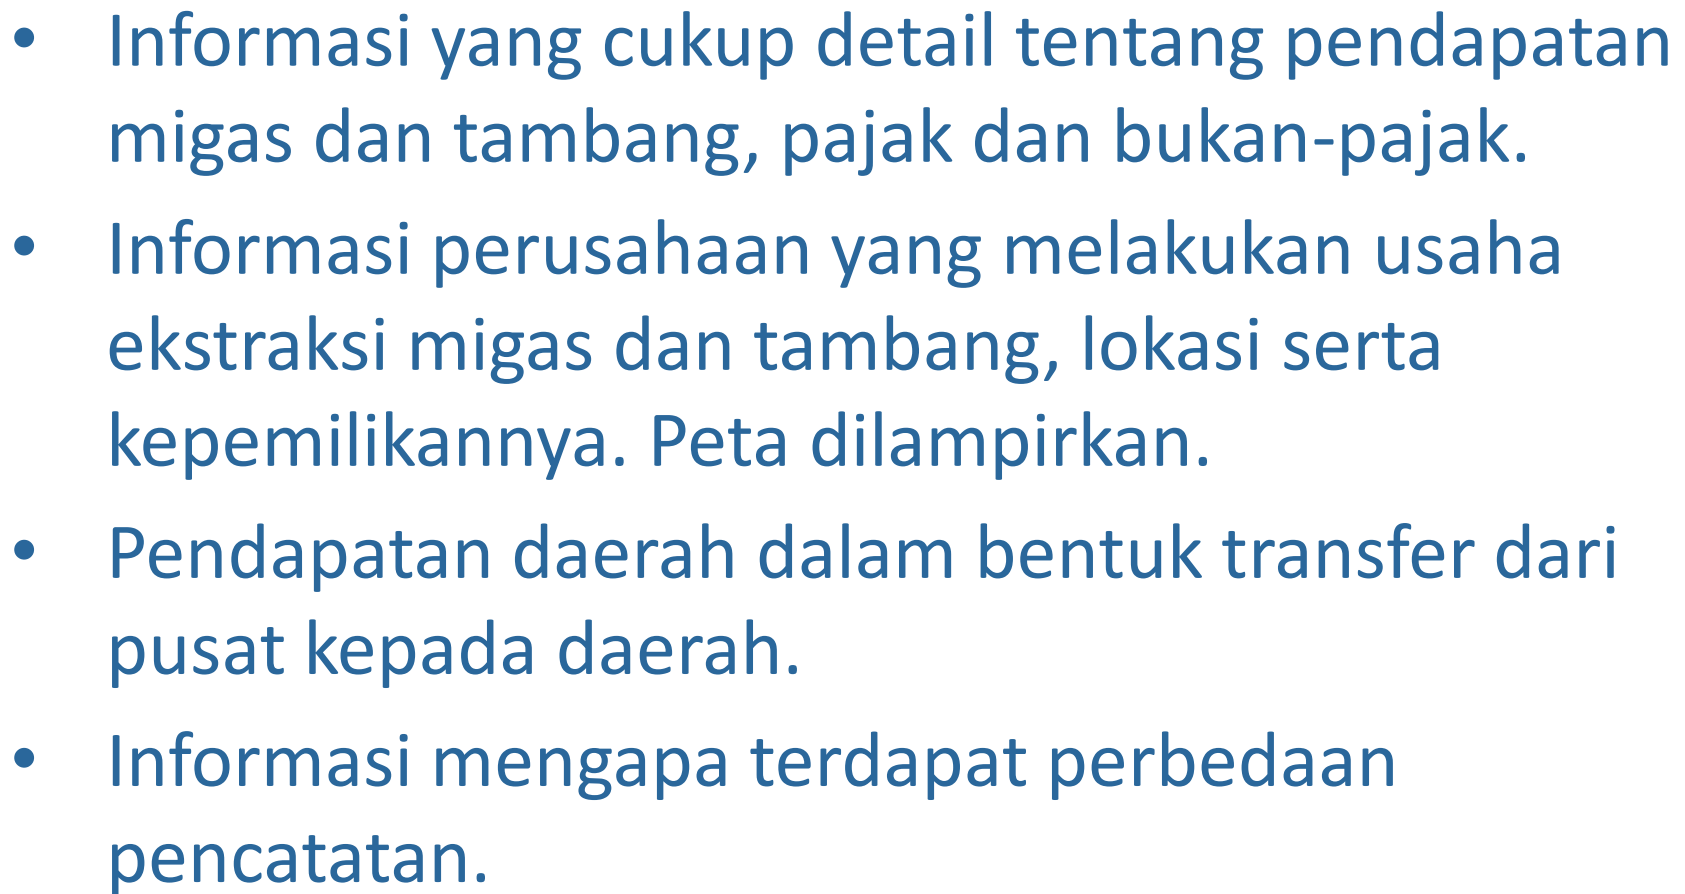 • Informasi yang cukup detail tentang pendapatan
migas dan tambang, pajak dan bukan-pajak.
• Informasi perusahaan yang melakukan usaha
ekstraksi migas dan tambang, lokasi serta
kepemilikannya. Peta dilampirkan.
• Pendapatan daerah dalam bentuk transfer dari
pusat kepada daerah.
• Informasi mengapa terdapat perbedaan
pencatatan.